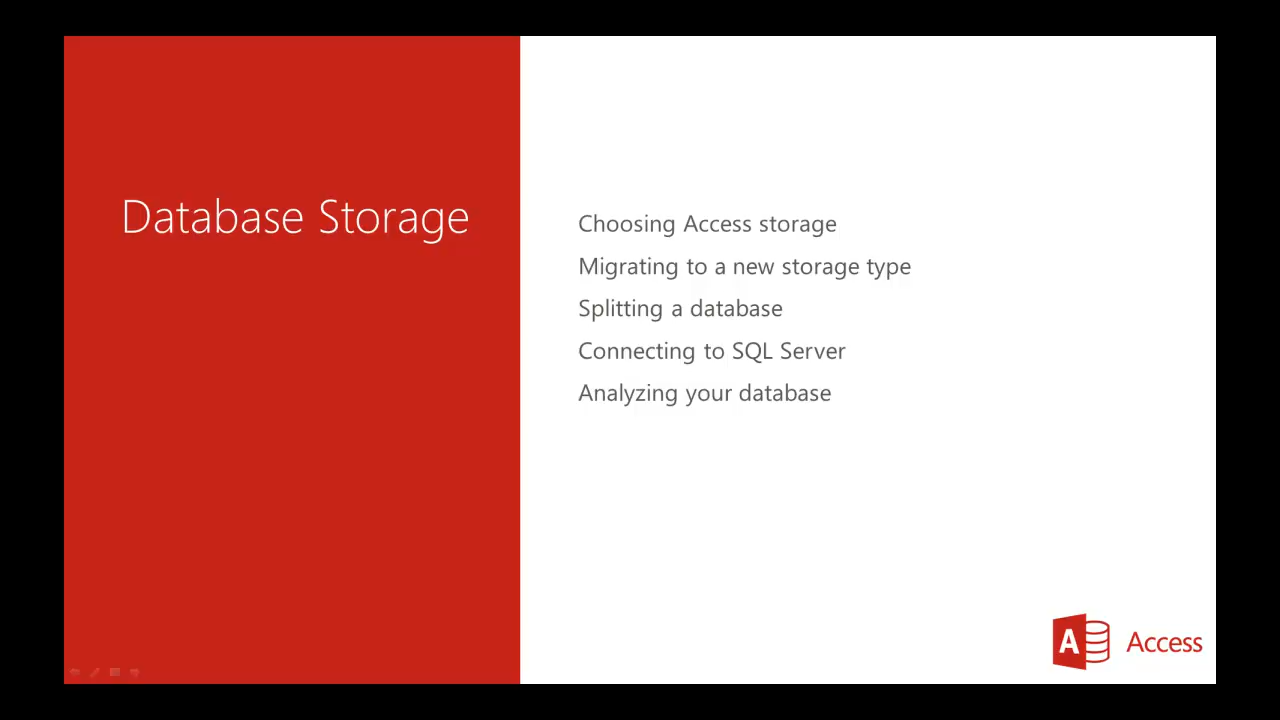 Database Storage
Choosing Access storage
Migrating to a new storage type
Splitting a database
Connecting to SQL Server
Analyzing your database
A Access